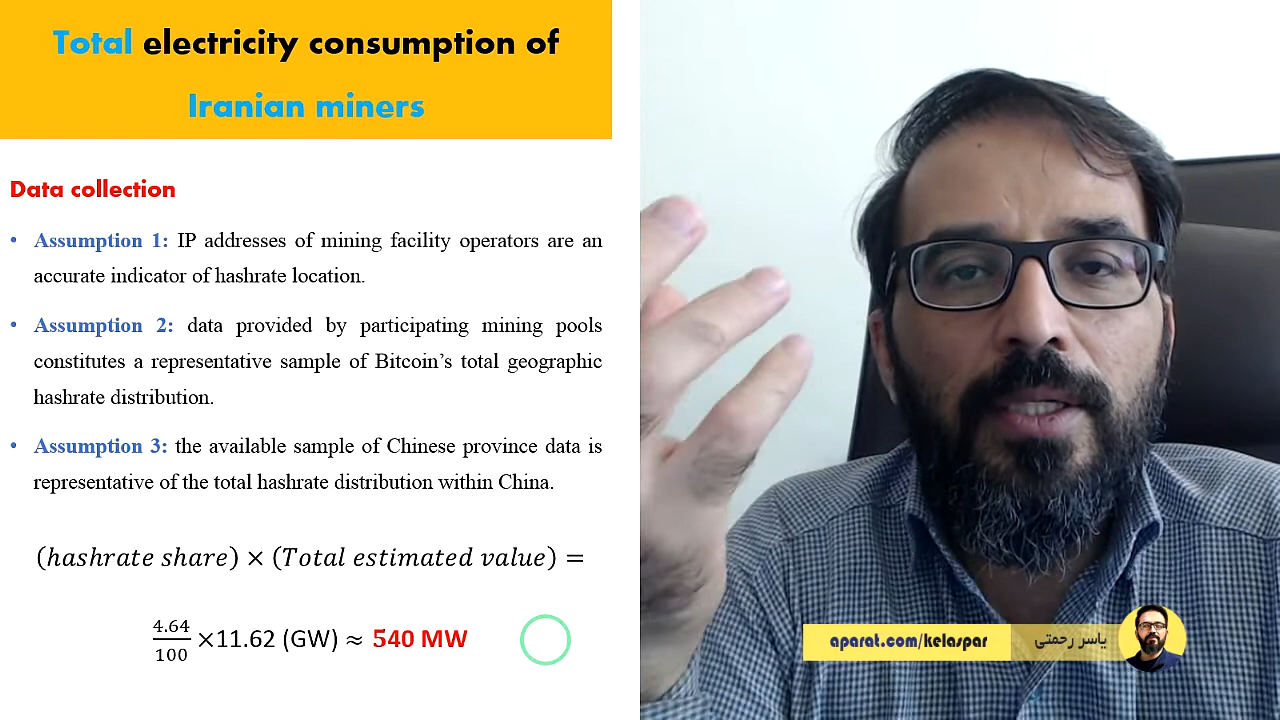 Total electricity consumption of
Iranian miners
Data collection
• Assumption 1: IP addresses of mining facility operators are an
accurate indicator of hashrate location.
• Assumption 2: data provided by participating mining pools
constitutes a representative sample of Bitcoin’s total geographic
hashrate distribution.
• Assumption 3: the available sample of Chinese province data is
representative of the total hashrate distribution within China.
(hashrate share) × (Total estimated value) =
4.64/100 ×11.62 (GW) ≈ 540 MW
aparat.com/kelaspar یاسر رحمتی